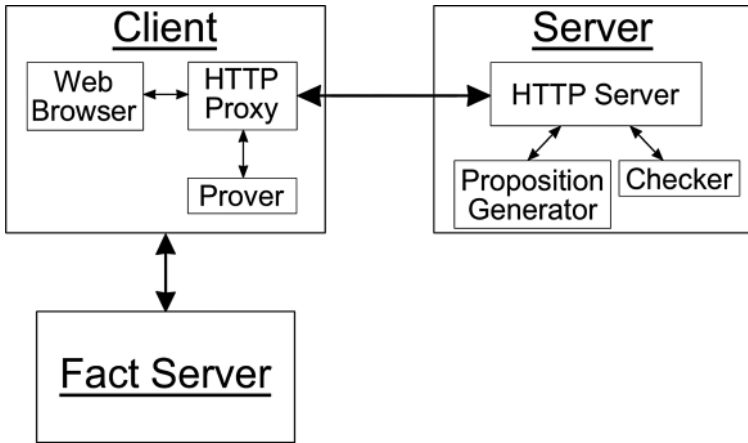 Client
Web
Browser
HTTP
Proxy
Prover
Server
HTTP Server
Proposition
Generator
Checker
Fact Server